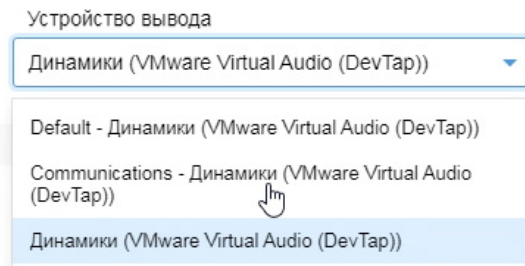 Устройство вывода
Динамики (VMware Virtual Audio (DevTap))
Default - Динамики (VMware Virtual Audio (DevTap))
Communications - Динамики (VMware Virtual Audio
(DevTap))
Динамики (VMware Virtual Audio (DevTap))